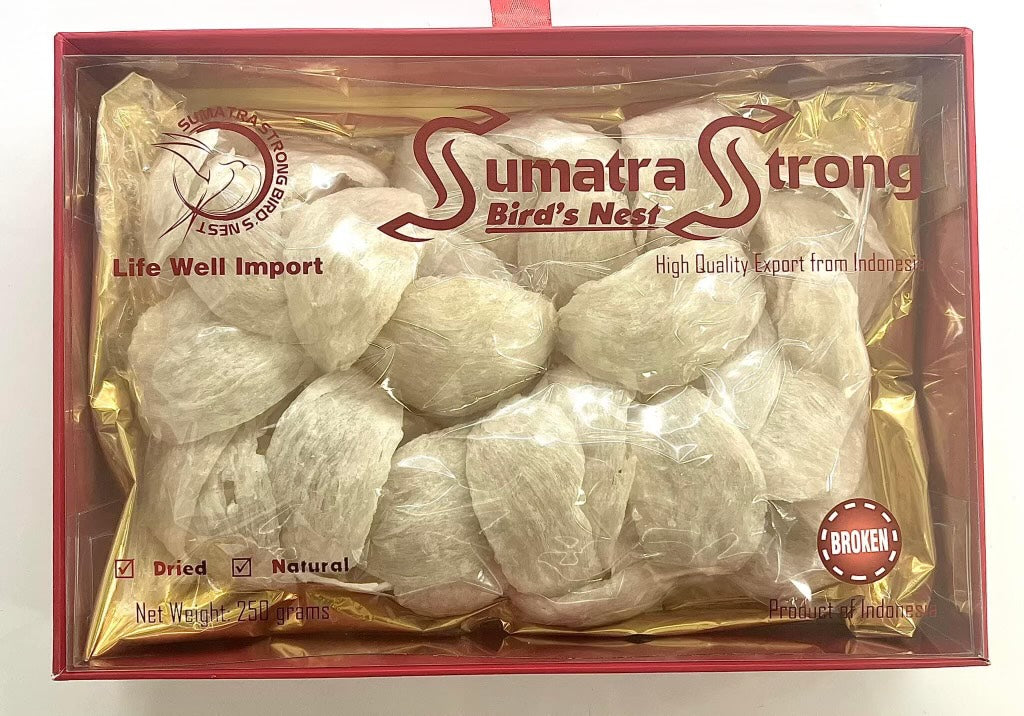 SUMATRA STRONG BIRD'S NEST
Sumatra Strong
Bird's Nest
Life Well Import
High Quality Export from Indonesia
BROKEN
☑ Dried ☑ Natural
Net Weight: 250 grams
Product of Indonesia